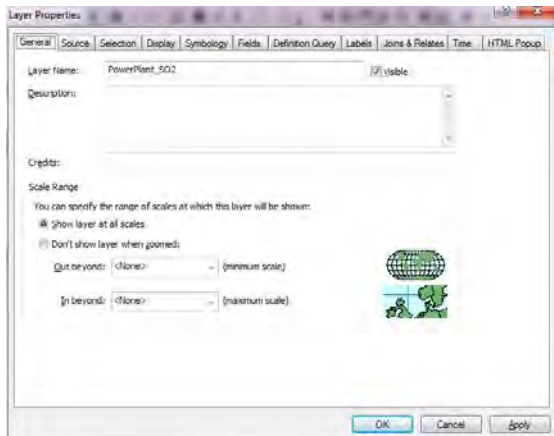 Layer Properties
General Source Selection Display Symbology Fields Definition Query Labels Joins & Relates Time HTML Popup
Layer Name: PowerPlant_SO2 Visible
Description:
Credits:
Scale Range
You can specify the range of scales at which this layer will be shown:
Show layer at all scales
Don't show layer when zoomed:
Out beyond: <None> (minimum scale)
In beyond: <None> (maximum scale)
OK Cancel Apply